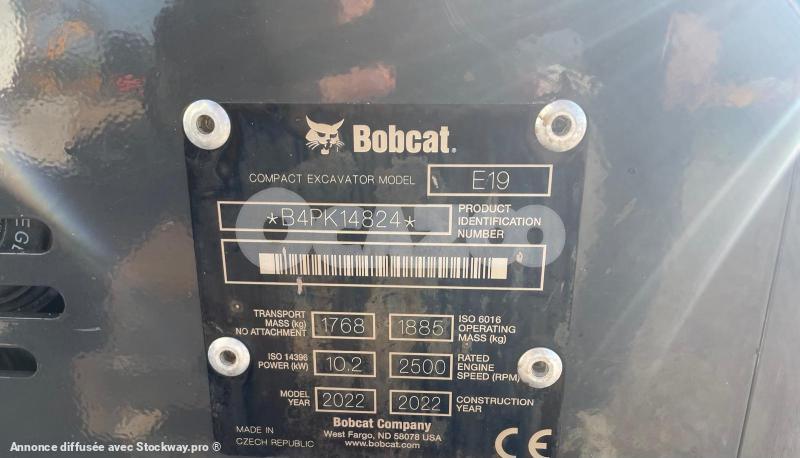 Bobcat.
COMPACT EXCAVATOR MODEL E19
*B4PK14824* PRODUCT IDENTIFICATION NUMBER
TRANSPORT MASS (kg) NO ATTACHMENT 1768 1885 ISO 6016 OPERATING MASS (kg)
ISO 14396 POWER (kW) 10.2 2500 RATED ENGINE SPEED (RPM)
MODEL YEAR 2022 2022 CONSTRUCTION YEAR
MADE IN CZECH REPUBLIC
Bobcat Company
West Fargo, ND 58078 USA
www.bobcat.com
CE
Annonce diffusée avec Stockway.pro ®